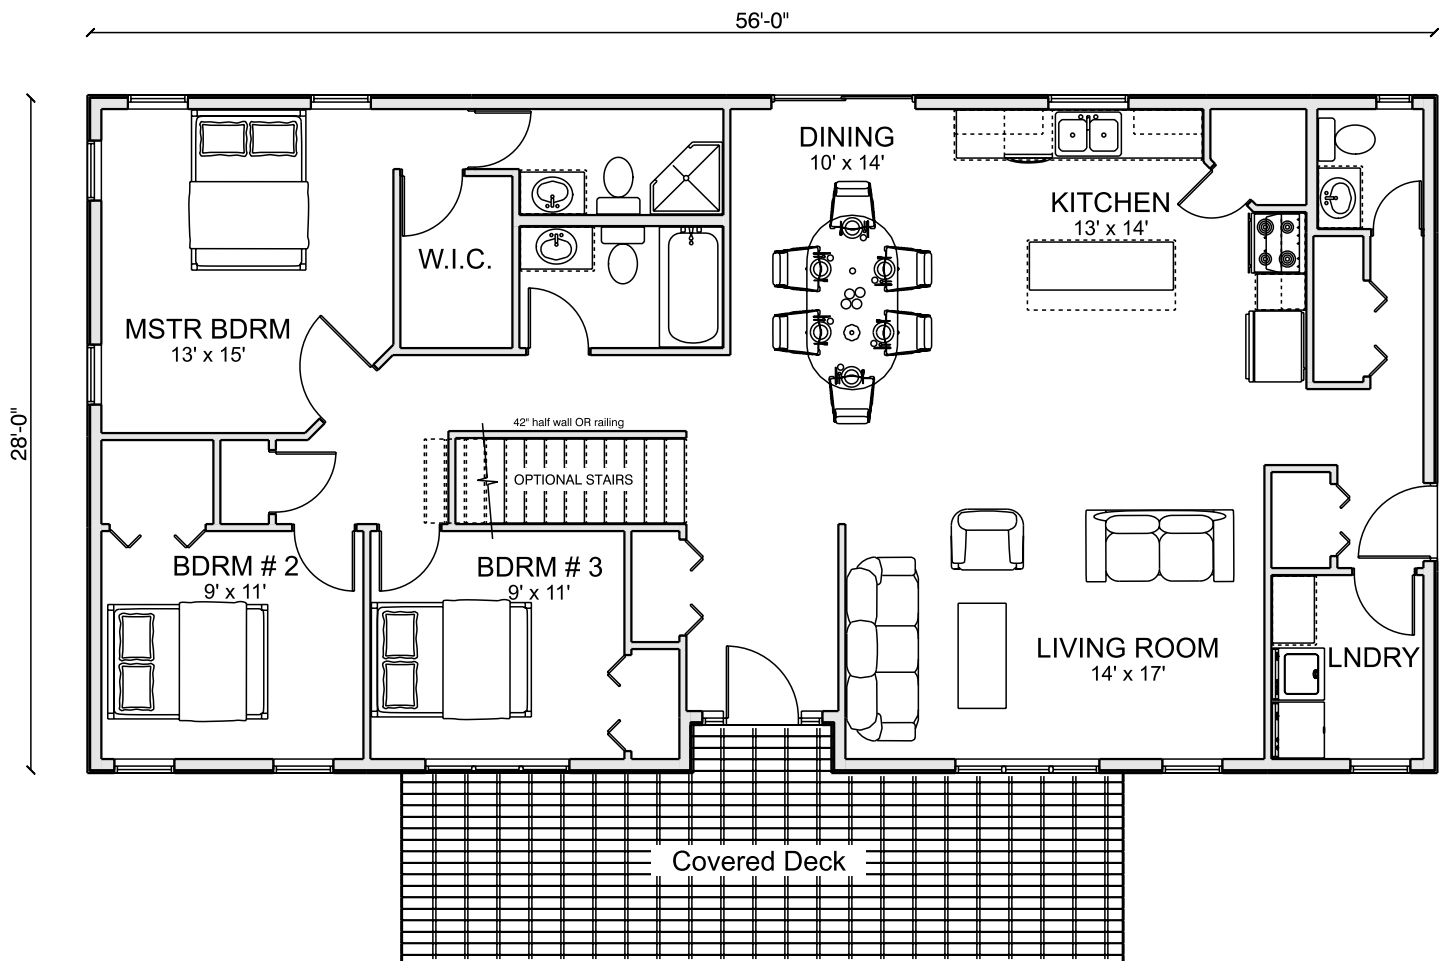 56'-0"
28'-0"
DINING
10' x 14'
KITCHEN
13' x 14'
W.I.C.
MSTR BDRM
13' x 15'
42" half wall OR railing
OPTIONAL STAIRS
BDRM # 2
9' x 11'
BDRM # 3
9' x 11'
LIVING ROOM
14' x 17'
LNDRY
Covered Deck